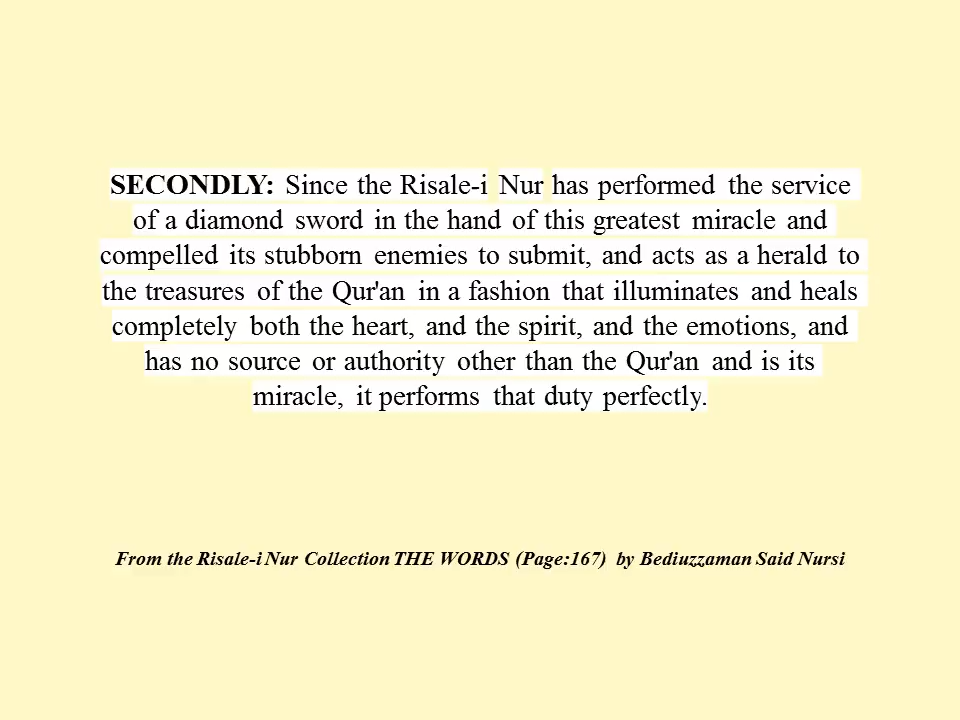 SECONDLY: Since the Risale-i Nur has performed the service
of a diamond sword in the hand of this greatest miracle and
compelled its stubborn enemies to submit, and acts as a herald to
the treasures of the Qur'an in a fashion that illuminates and heals
completely both the heart, and the spirit, and the emotions, and
has no source or authority other than the Qur'an and is its
miracle, it performs that duty perfectly.
From the Risale-i Nur Collection THE WORDS (Page:167) by Bediuzzaman Said Nursi